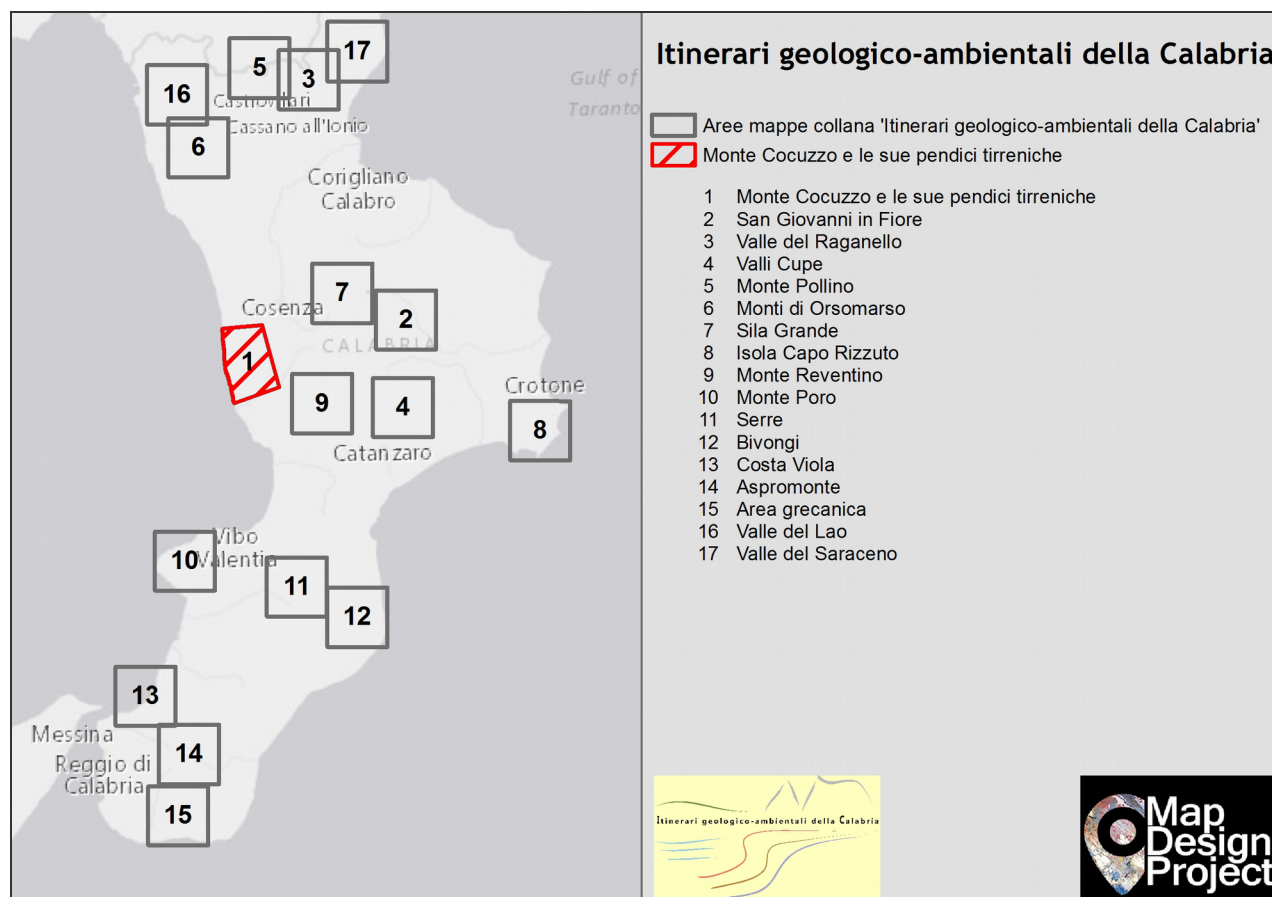 17
5
3
16
Castrovillari
Cassano all'Ionio
6
Gulf of
Taranto
Corigliano
Calabro
7
Cosenza
2
CALABRIA
1
9
4
Crotone
8
Catanzaro
Vibo
Valentia
10
11
12
13
Messina
14
Reggio di
Calabria
15
Itinerari geologico-ambientali della Calabria
Aree mappe collana 'Itinerari geologico-ambientali della Calabria'
Monte Cocuzzo e le sue pendici tirreniche
1 Monte Cocuzzo e le sue pendici tirreniche
2 San Giovanni in Fiore
3 Valle del Raganello
4 Valli Cupe
5 Monte Pollino
6 Monti di Orsomarso
7 Sila Grande
8 Isola Capo Rizzuto
9 Monte Reventino
10 Monte Poro
11 Serre
12 Bivongi
13 Costa Viola
14 Aspromonte
15 Area grecanica
16 Valle del Lao
17 Valle del Saraceno
Itinerari geologico-ambientali della Calabria
Map
Design
Project